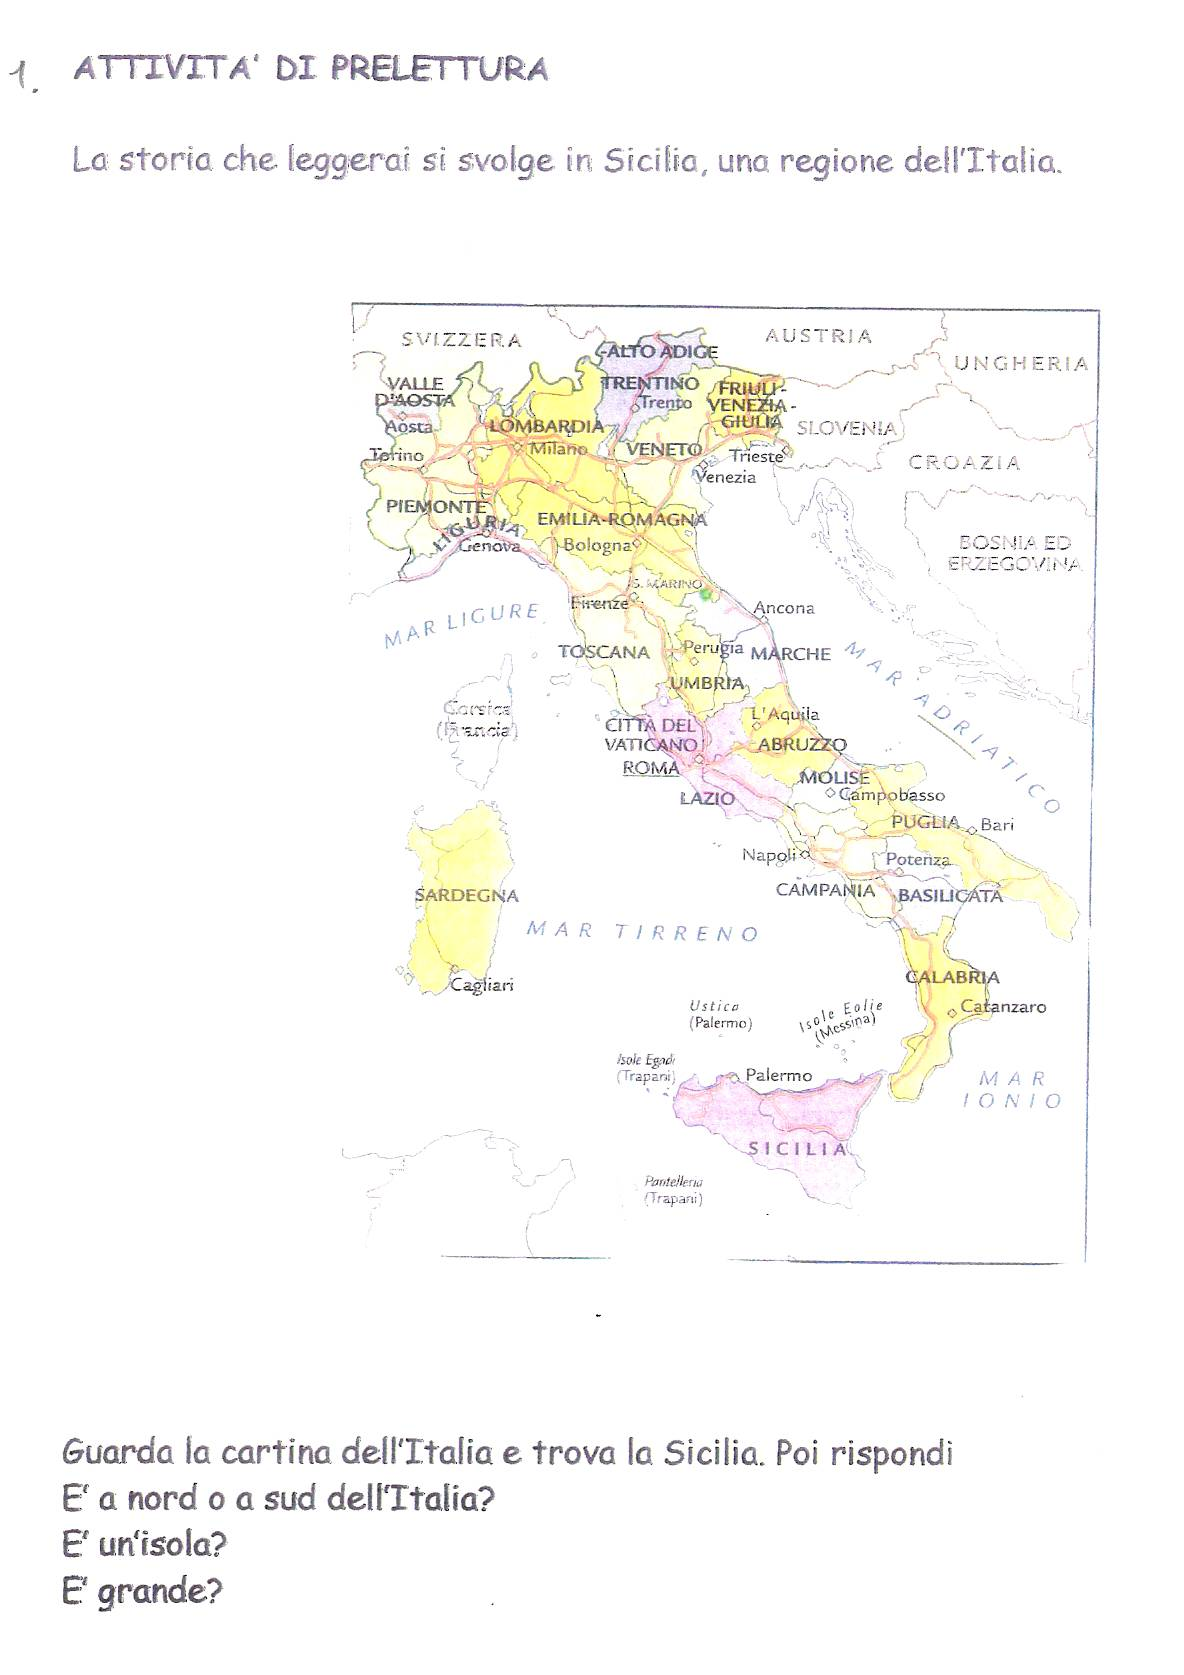 1. ATTIVITA' DI PRELETTURA
La storia che leggerai si svolge in Sicilia, una regione dell'Italia.
SVIZZERA
AUSTRIA
UNGHERIA
-ALTO ADIGE
TRENTINO
Trento
VALLE
D'AOSTA
Aosta
FRIULI-
VENEZIA-
GIULIA
SLOVENIA
LOMBARDIA
Milano
VENETO
Trieste
Venezia
Torino
CROAZIA
PIEMONTE
LIGURIA
Genova
EMILIA-ROMAGNA
Bologna
BOSNIA ED
ERZEGOVINA
S. MARINO
Firenze
Ancona
MAR LIGURE
TOSCANA
Perugia
MARCHE
UMBRIA
MAR ADRIATICO
Corsica
(Francia)
CITTÀ DEL
VATICANO
ROMA
L'Aquila
ABRUZZO
LAZIO
MOLISE
Campobasso
PUGLIA
Bari
Napoli
Potenza
CAMPANIA
BASILICATA
SARDEGNA
MAR TIRRENO
Cagliari
CALABRIA
Catanzaro
Ustica
(Palermo)
Isole Eolie
(Messina)
Isole Egadi
(Trapani)
Palermo
MAR
IONIO
SICILIA
Pantelleria
(Trapani)
Guarda la cartina dell'Italia e trova la Sicilia. Poi rispondi
E' a nord o a sud dell'Italia?
E' un'isola?
E' grande?